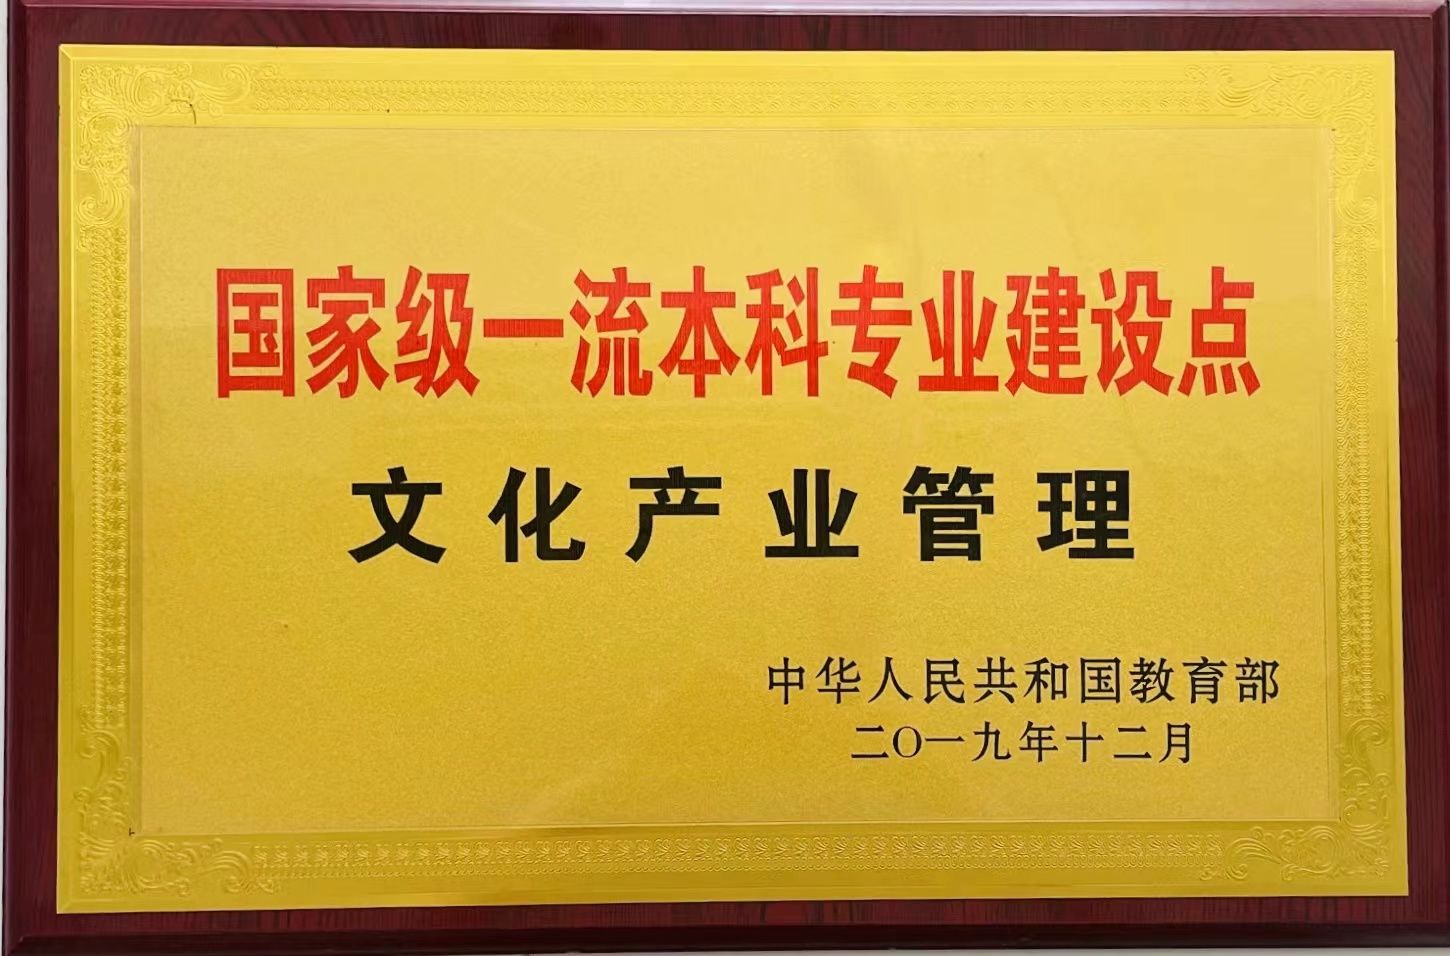 国家级一流本科专业建设点
文化产业管理
中华人民共和国教育部
二〇一九年十二月